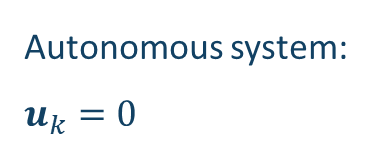 Autonomous system:
𝒖ₖ = 0